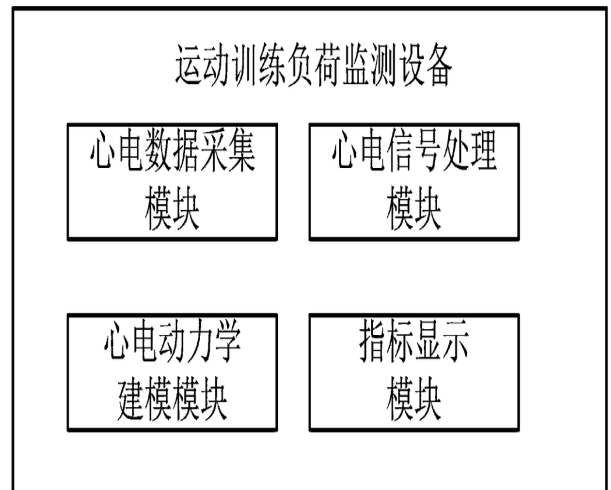 运动训练负荷监测设备
心电数据采集
模块
心电信号处理
模块
心电动力学
建模模块
指标显示
模块